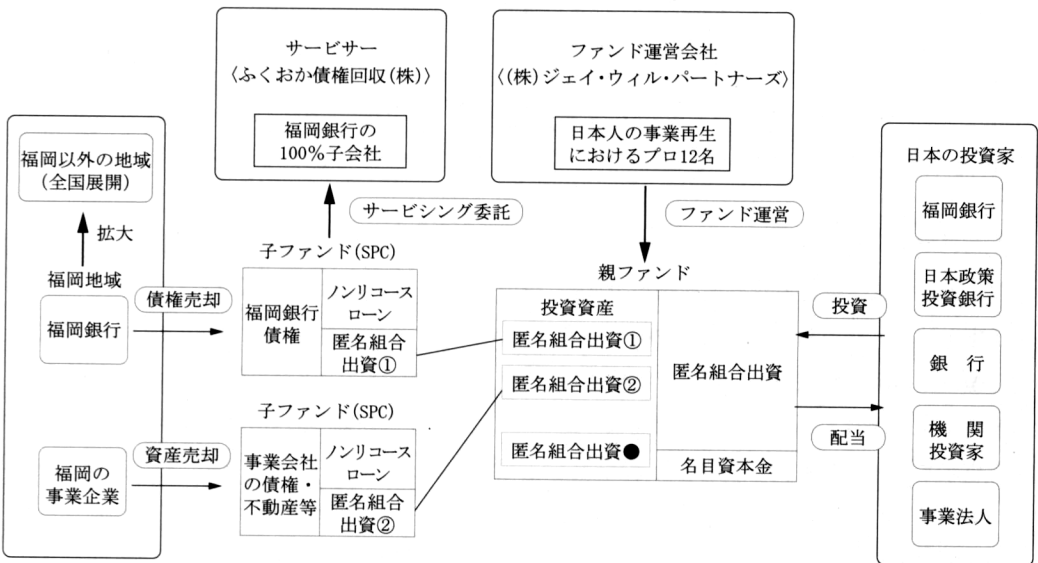 サービサー
〈ふくおか債権回収(株)〉
福岡銀行の
100%子会社
ファンド運営会社
〈(株)ジェイ・ウィル・パートナーズ〉
日本人の事業再生
におけるプロ12名
福岡以外の地域
(全国展開)
拡大
福岡地域
福岡銀行
福岡の
事業企業
債権売却
資産売却
サービシング委託
ファンド運営
子ファンド(SPC)
福岡銀行
債権
ノンリコース
ローン
匿名組合
出資①
子ファンド(SPC)
事業会社
の債権・
不動産等
ノンリコース
ローン
匿名組合
出資②
親ファンド
投資資産
匿名組合出資①
匿名組合出資②
匿名組合出資●
匿名組合出資
名目資本金
投資
配当
日本の投資家
福岡銀行
日本政策
投資銀行
銀　行
機　関
投資家
事業法人